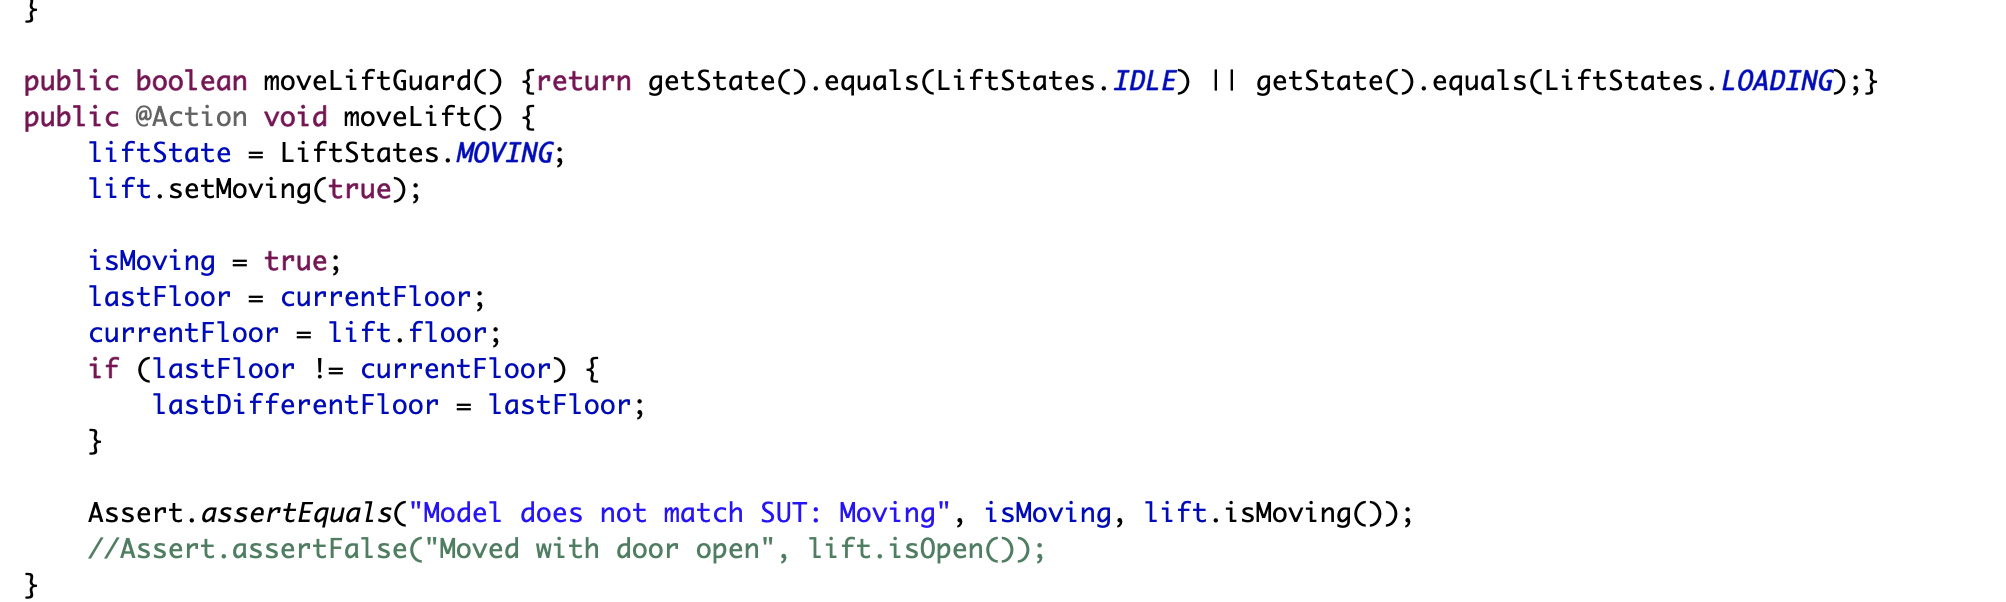 }
public boolean moveLiftGuard() {return getState().equals(LiftStates.IDLE) || getState().equals(LiftStates.LOADING);}
public @Action void moveLift() {
    liftState = LiftStates.MOVING;
    lift.setMoving(true);

    isMoving = true;
    lastFloor = currentFloor;
    currentFloor = lift.floor;
    if (lastFloor != currentFloor) {
        lastDifferentFloor = lastFloor;
    }

    Assert.assertEquals("Model does not match SUT: Moving", isMoving, lift.isMoving());
    //Assert.assertFalse("Moved with door open", lift.isOpen());
}